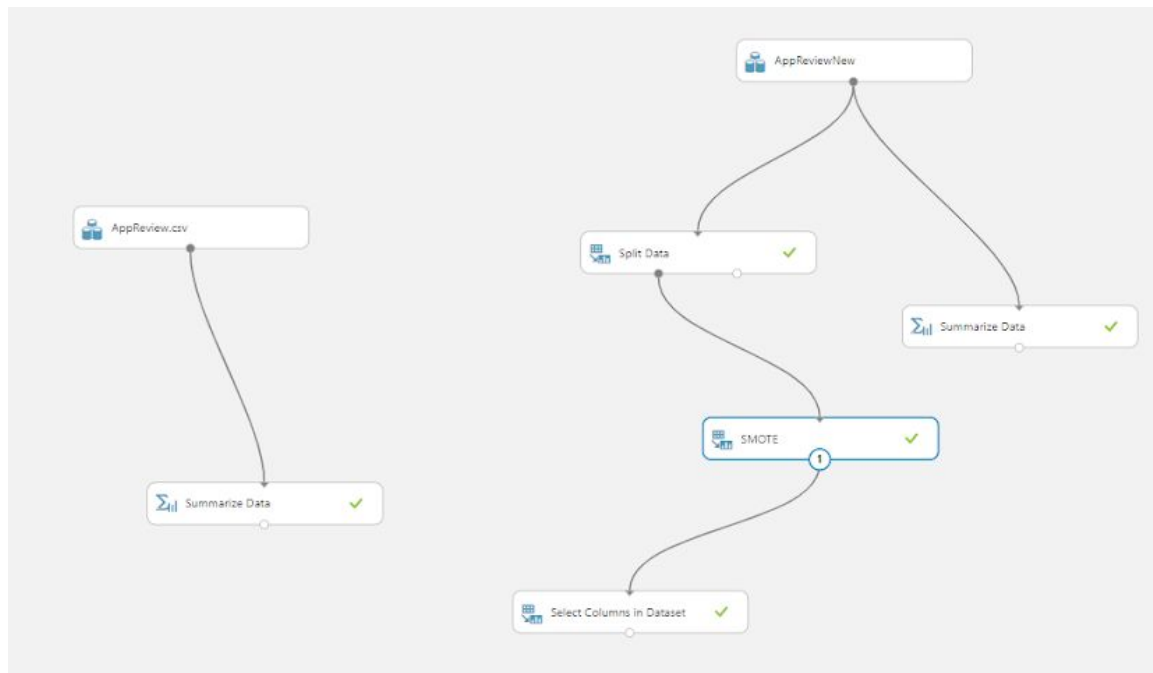 AppReviewNew
AppReview.csv
Split Data
Summarize Data
SMOTE
1
Summarize Data
Select Columns in Dataset